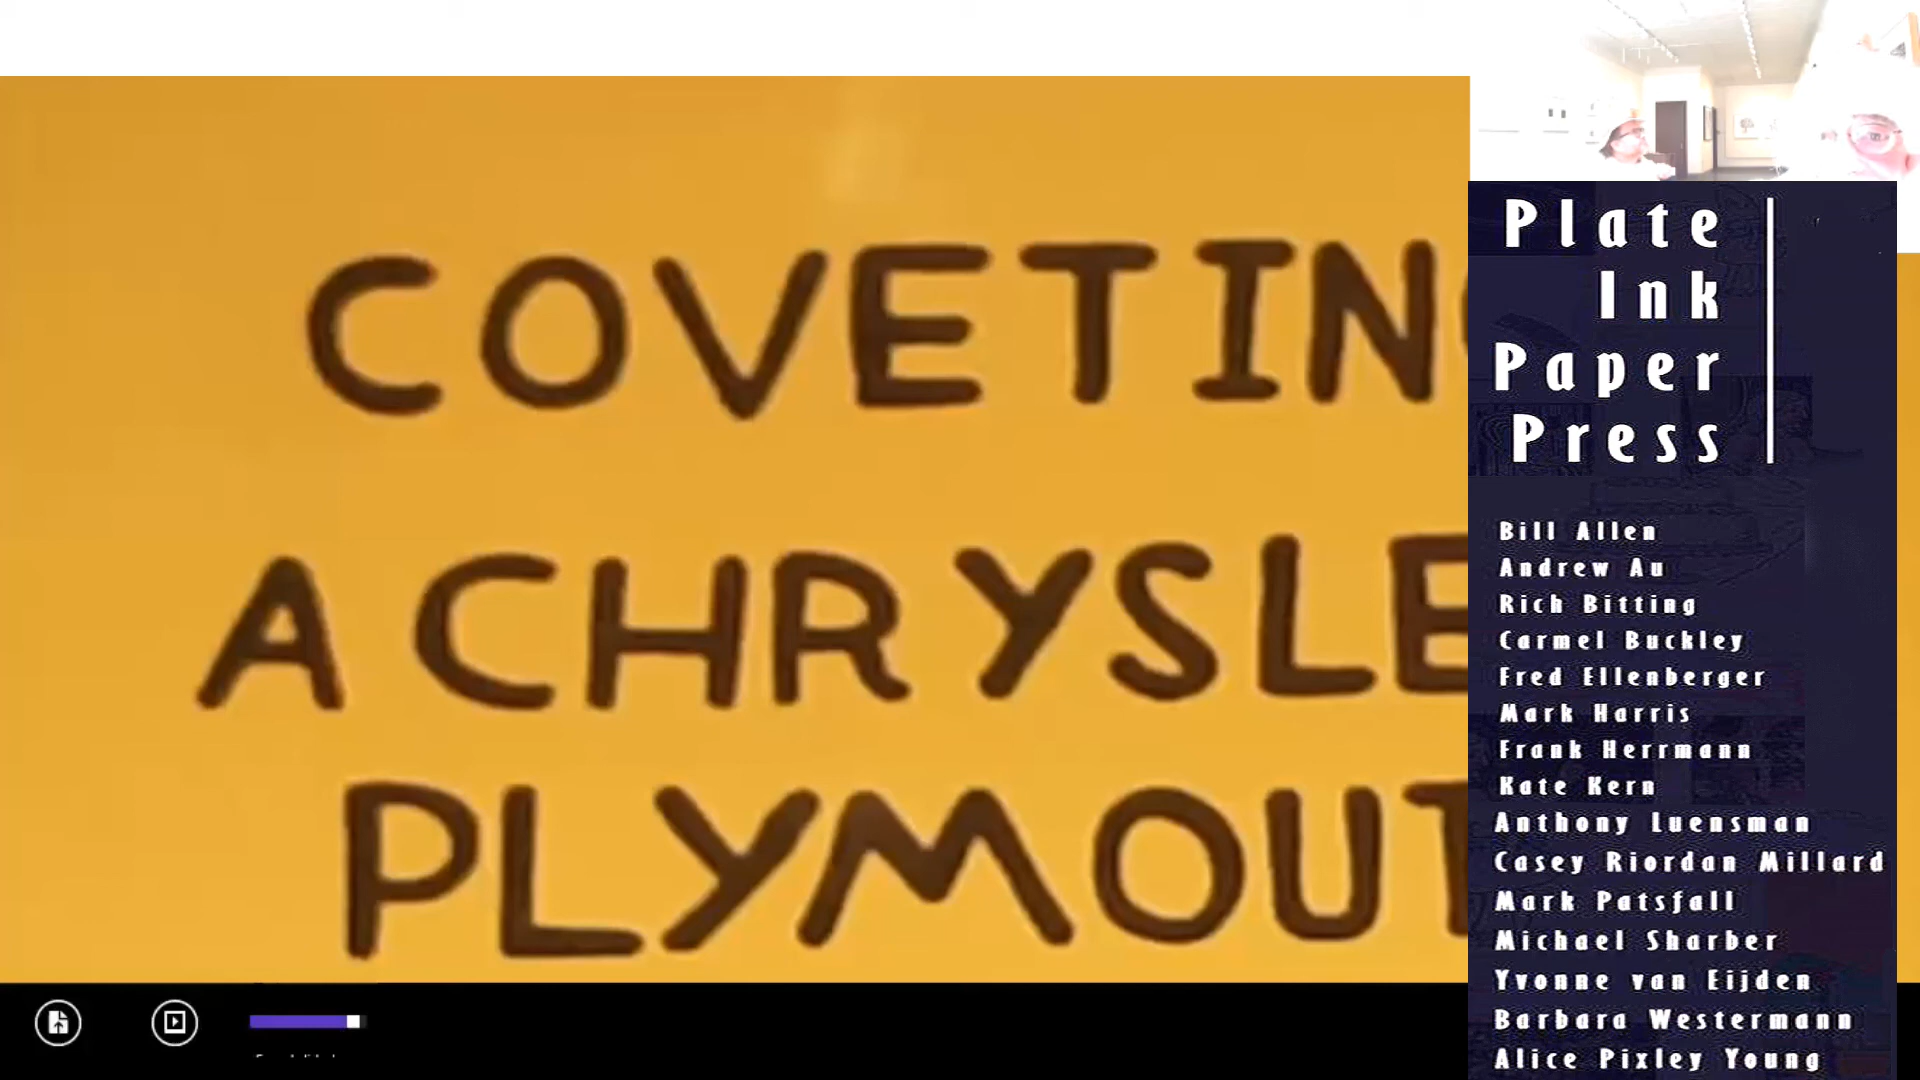 COVETIN
A CHRYSLE
PLYMOUT
Plate
Ink
Paper
Press
Bill Allen
Andrew Au
Rich Bitting
Carmel Buckley
Fred Ellenberger
Mark Harris
Frank Herrmann
Kate Kern
Anthony Luensman
Casey Riordan Millard
Mark Patsfall
Michael Sharber
Yvonne van Eijden
Barbara Westermann
Alice Pixley Young